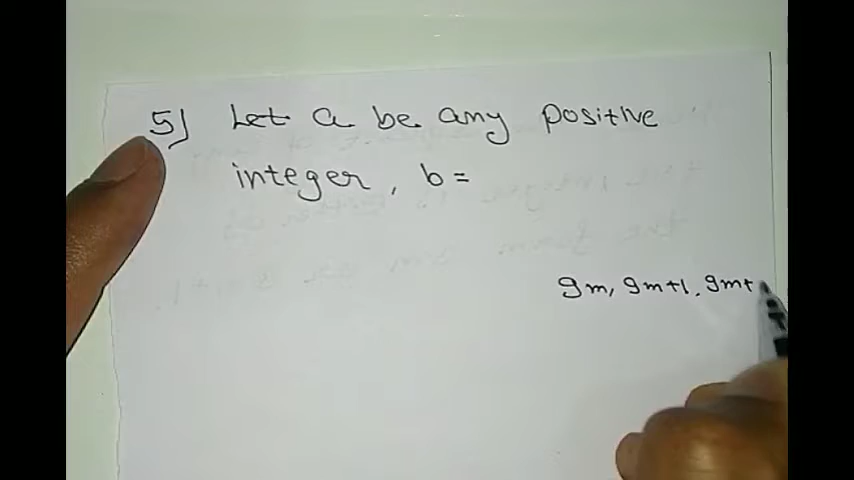 5) Let a be any positive
integer, b =
9m, 9m+1, 9m+